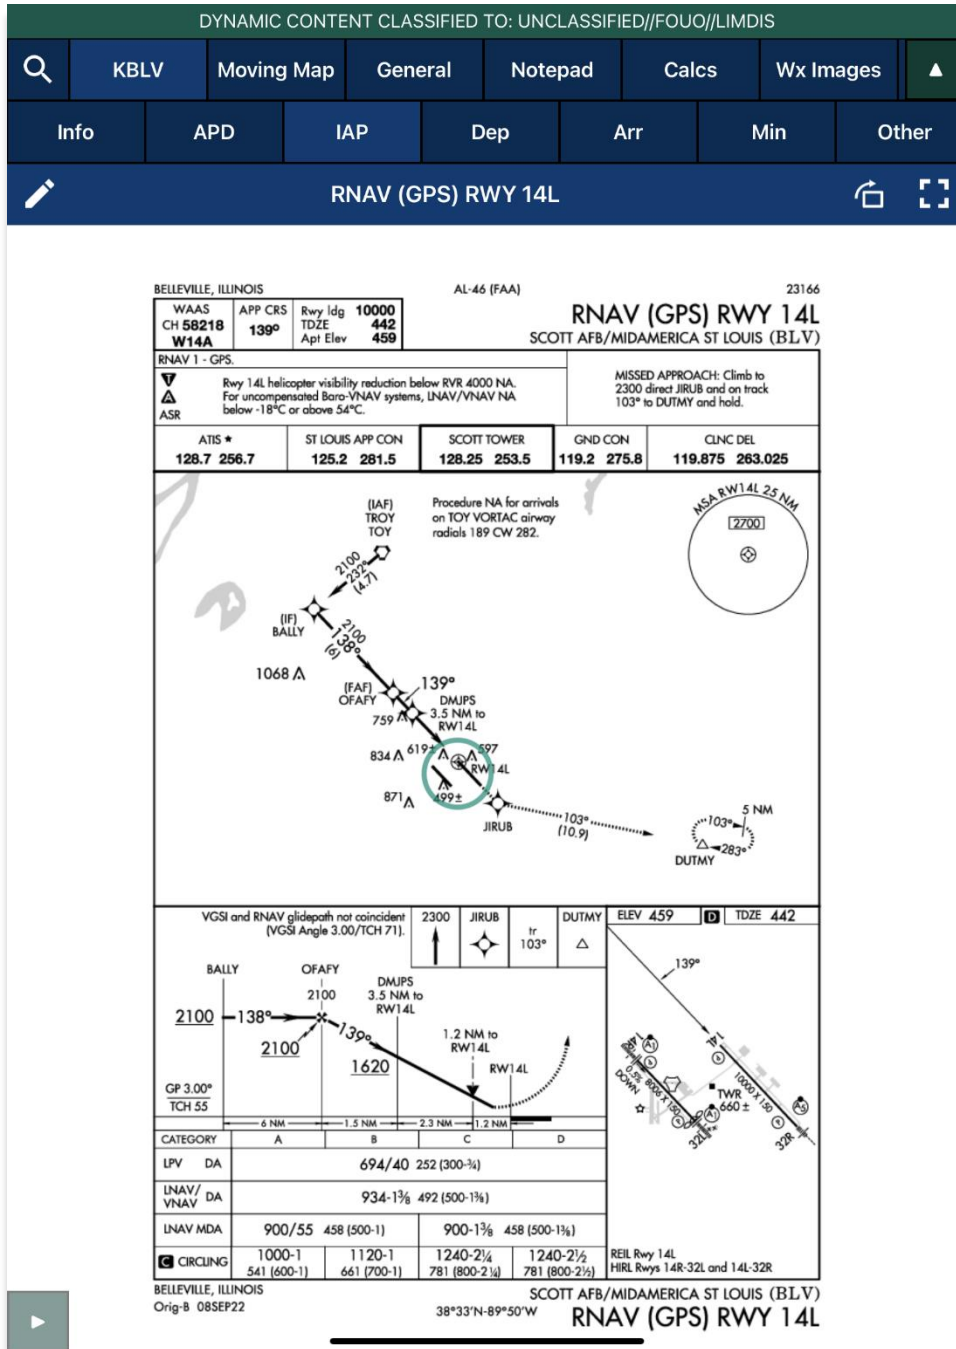 DYNAMIC CONTENT CLASSIFIED TO: UNCLASSIFIED//FOUO//LIMDIS
KBLV Moving Map General Notepad Calcs Wx Images
Info APD IAP Dep Arr Min Other
RNAV (GPS) RWY 14L
BELLEVILLE, ILLINOIS AL-46 (FAA) 23166
WAAS
CH 58218
W14A
APP CRS
139°
Rwy ldg 10000
TDZE 442
Apt Elev 459
RNAV (GPS) RWY 14L
SCOTT AFB/MIDAMERICA ST LOUIS (BLV)
RNAV 1 - GPS.
T
A
ASR
Rwy 14L helicopter visibility reduction below RVR 4000 NA.
For uncompensated Baro-VNAV systems, LNAV/VNAV NA
below -18°C or above 54°C.
MISSED APPROACH: Climb to
2300 direct JIRUB and on track
103° to DUTMY and hold.
ATIS ★
128.7 256.7
ST LOUIS APP CON
125.2 281.5
SCOTT TOWER
128.25 253.5
GND CON
119.2 275.8
CLNC DEL
119.875 263.025
(IAF)
TROY
TOY
Procedure NA for arrivals
on TOY VORTAC airway
radials 189 CW 282.
MSA RW14L 25 NM
2700
2100
232°
(4.7)
(IF)
BALLY
2100
138°
(6)
1068
(FAF)
OFAFY
139°
DMJPS
3.5 NM to
RW14L
759
834
619±
597
RW14L
871
499±
JIRUB
103°
(10.9)
5 NM
103°
283°
DUTMY
VGSI and RNAV glidepath not coincident
(VGSI Angle 3.00/TCH 71).
2300
JIRUB
tr
103°
DUTMY
ELEV 459 D TDZE 442
BALLY
OFAFY
2100
DMJPS
3.5 NM to
RW14L
2100 138°
2100
139°
1620
1.2 NM to
RW14L
RW14L
GP 3.00°
TCH 55
6 NM 1.5 NM 2.3 NM 1.2 NM
139°
14L
14R
0.5%
DOWN
8006 X 150
10000 X 150
TWR
660 ±
A5
32L
32R
CATEGORY A B C D
LPV DA 694/40 252 (300-¾)
LNAV/
VNAV DA 934-1⅜ 492 (500-1⅜)
LNAV MDA 900/55 458 (500-1) 900-1⅜ 458 (500-1⅜)
C CIRCLING
1000-1
541 (600-1)
1120-1
661 (700-1)
1240-2¼
781 (800-2¼)
1240-2½
781 (800-2½)
REIL Rwy 14L
HIRL Rwys 14R-32L and 14L-32R
BELLEVILLE, ILLINOIS
Orig-B 08SEP22
38°33'N-89°50'W
SCOTT AFB/MIDAMERICA ST LOUIS (BLV)
RNAV (GPS) RWY 14L